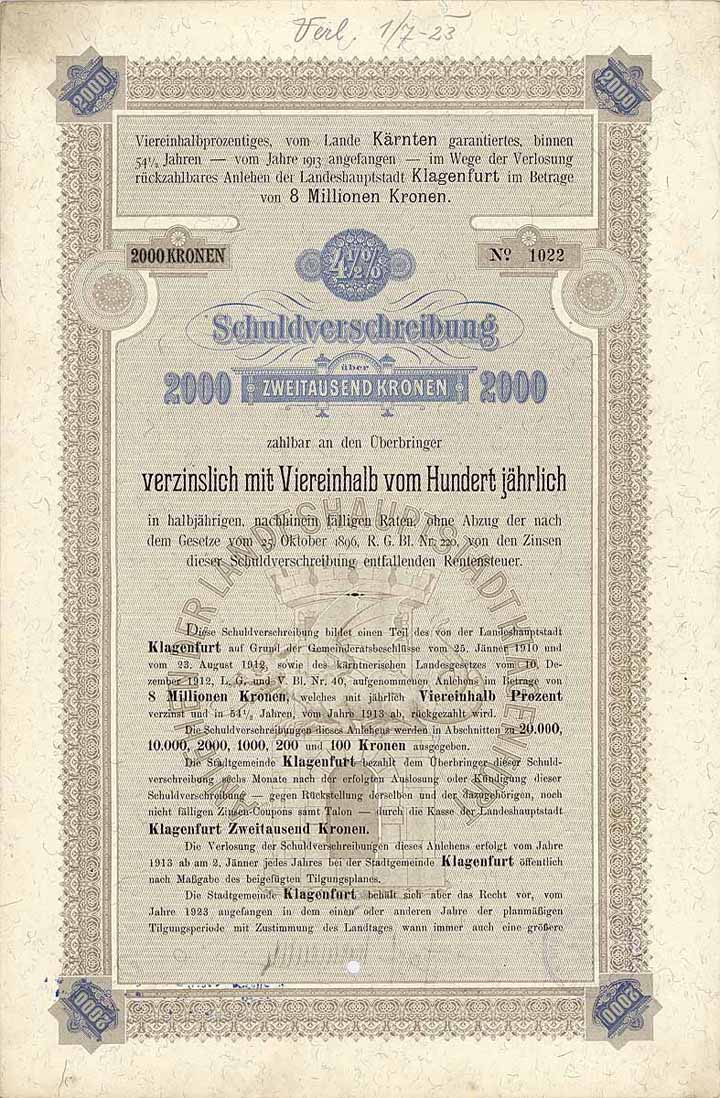 Verl. 1/7-23
2000 2000
Viereinhalbprozentiges, vom Lande Kärnten garantiertes, binnen
54½ Jahren — vom Jahre 1913 angefangen — im Wege der Verlosung
rückzahlbares Anlehen der Landeshauptstadt Klagenfurt im Betrage
von 8 Millionen Kronen.
2000 KRONEN
No 1022
4½%
Schuldverschreibung
über
2000 ZWEITAUSEND KRONEN 2000
zahlbar an den Überbringer
verzinslich mit Viereinhalb vom Hundert jährlich
in halbjährigen, nachhinein fälligen Raten, ohne Abzug der nach
dem Gesetze vom 25. Oktober 1896, R. G. Bl. Nr. 220, von den Zinsen
dieser Schuldverschreibung entfallenden Rentensteuer.
Diese Schuldverschreibung bildet einen Teil des von der Landeshauptstadt
Klagenfurt auf Grund der Gemeinderatsbeschlüsse vom 25. Jänner 1910 und
vom 23. August 1912, sowie des kärntnerischen Landesgesetzes vom 10. De-
zember 1912, L. G. und V. Bl. Nr. 40, aufgenommenen Anlehens im Betrage von
8 Millionen Kronen, welches mit jährlich Viereinhalb Prozent
verzinst und in 54½ Jahren, vom Jahre 1913 ab, rückgezahlt wird.
Die Schuldverschreibungen dieses Anlehens werden in Abschnitten zu 20.000,
10.000, 2000, 1000, 200 und 100 Kronen ausgegeben.
Die Stadtgemeinde Klagenfurt bezahlt dem Überbringer dieser Schuld-
verschreibung sechs Monate nach der erfolgten Auslosung oder Kündigung dieser
Schuldverschreibung — gegen Rückstellung derselben und der dazugehörigen, noch
nicht fälligen Zinsen-Coupons samt Talon — durch die Kasse der Landeshauptstadt
Klagenfurt Zweitausend Kronen.
Die Verlosung der Schuldverschreibungen dieses Anlehens erfolgt vom Jahre
1913 ab am 2. Jänner jedes Jahres bei der Stadtgemeinde Klagenfurt öffentlich
nach Maßgabe des beigefügten Tilgungsplanes.
Die Stadtgemeinde Klagenfurt behält sich aber das Recht vor, vom
Jahre 1923 angefangen in dem einen oder anderen Jahre der planmäßigen
Tilgungsperiode mit Zustimmung des Landtages wann immer auch eine größere
2000 2000